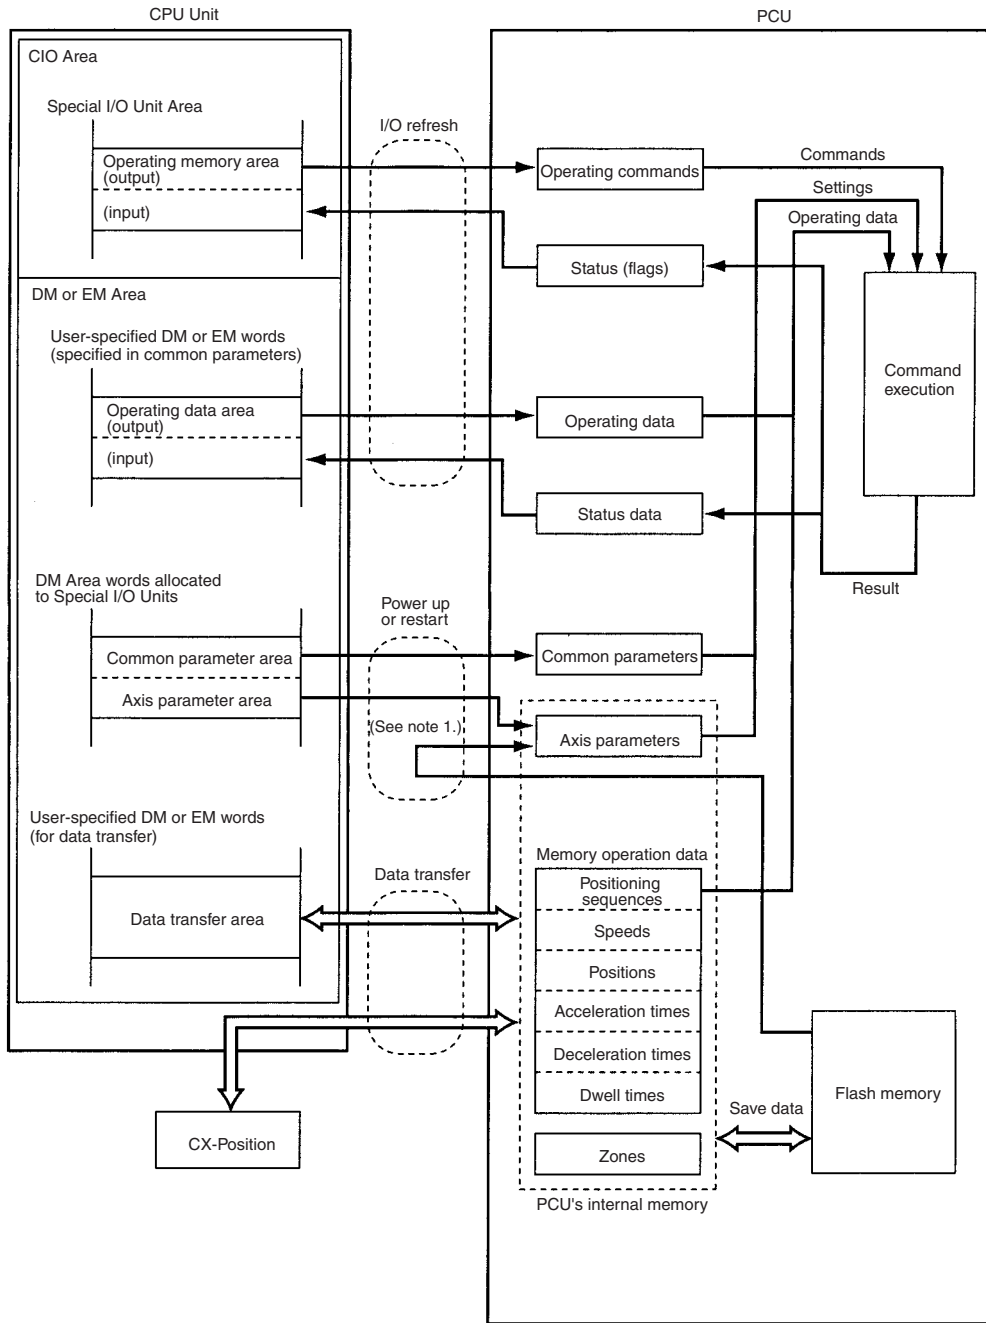 CPU Unit
PCU
CIO Area
Special I/O Unit Area
I/O refresh
Operating memory area
(output)
(input)
Operating commands
Commands
Settings
Operating data
Status (flags)
DM or EM Area
User-specified DM or EM words
(specified in common parameters)
Operating data area
(output)
(input)
Operating data
Command
execution
Status data
Result
DM Area words allocated
to Special I/O Units
Power up
or restart
Common parameter area
Axis parameter area
Common parameters
(See note 1.)
Axis parameters
User-specified DM or EM words
(for data transfer)
Data transfer
Data transfer area
Memory operation data
Positioning
sequences
Speeds
Positions
Acceleration times
Deceleration times
Dwell times
Zones
PCU's internal memory
Save data
Flash memory
CX-Position